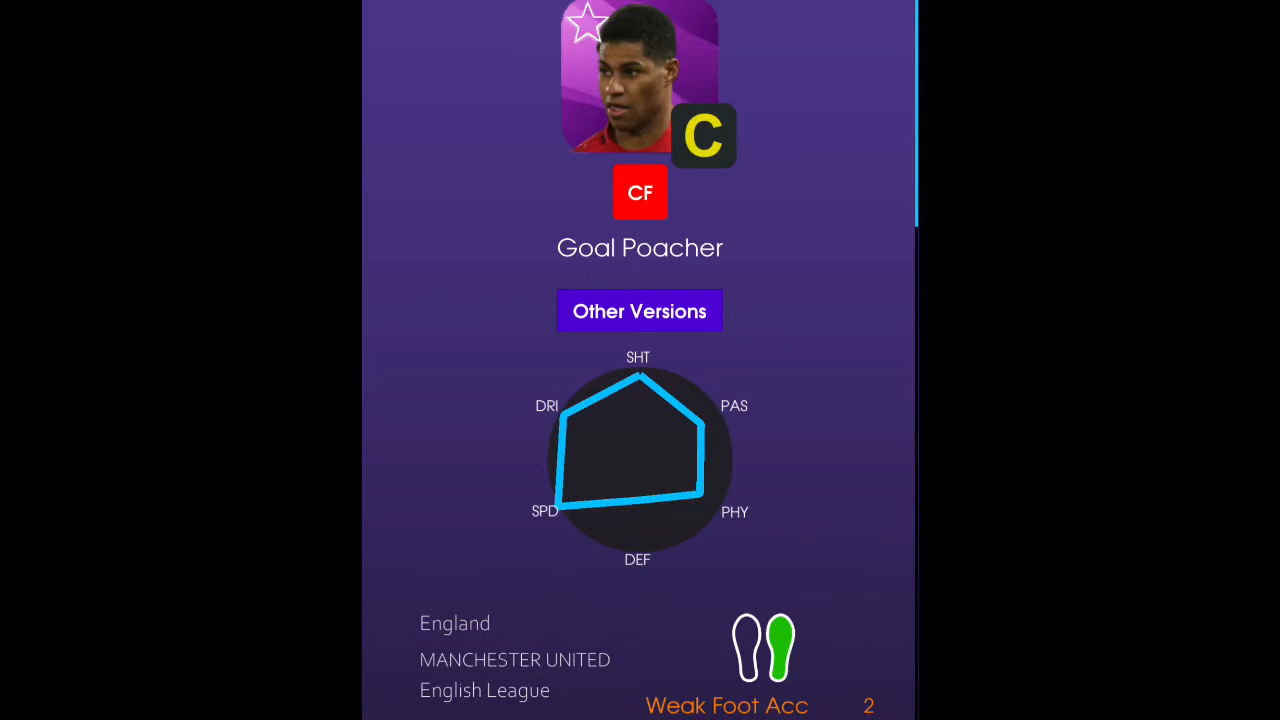 C
CF
Goal Poacher
Other Versions
SHT
DRI
PAS
SPD
PHY
DEF
England
MANCHESTER UNITED
English League
Weak Foot Acc 2